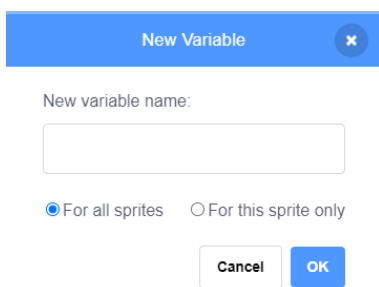 New Variable
New variable name:
For all sprites For this sprite only
Cancel OK